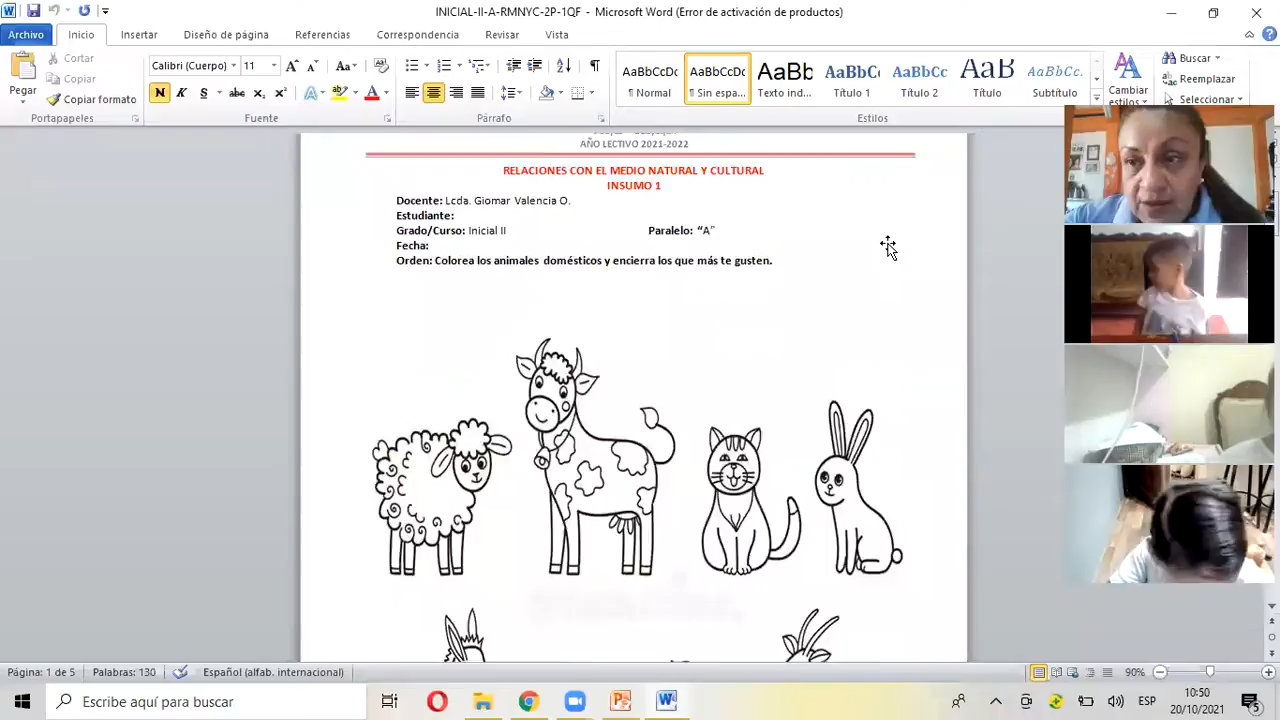 INICIAL-II-A-RMNYC-2P-1QF - Microsoft Word (Error de activación de productos)
Archivo Inicio Insertar Diseño de página Referencias Correspondencia Revisar Vista
Cortar
Copiar
Copiar formato
Pegar
Portapapeles
Calibri (Cuerpo) 11
N K S abc x₂ x²
Fuente
Párrafo
AaBbCcDc AaBbCcDc AaBb AaBbC AaBbCc AaB AaBbCc.
¶ Normal ¶ Sin espa... Texto ind... Título 1 Título 2 Título Subtítulo
Cambiar estilos
Estilos
Buscar
Reemplazar
Seleccionar
AÑO LECTIVO 2021-2022
RELACIONES CON EL MEDIO NATURAL Y CULTURAL
INSUMO 1
Docente: Lcda. Giomar Valencia O.
Estudiante:
Grado/Curso: Inicial II Paralelo: “A”
Fecha:
Orden: Colorea los animales domésticos y encierra los que más te gusten.
Página: 1 de 5 Palabras: 130 Español (alfab. internacional) 90%
Escribe aquí para buscar
ESP
10:50
20/10/2021
5